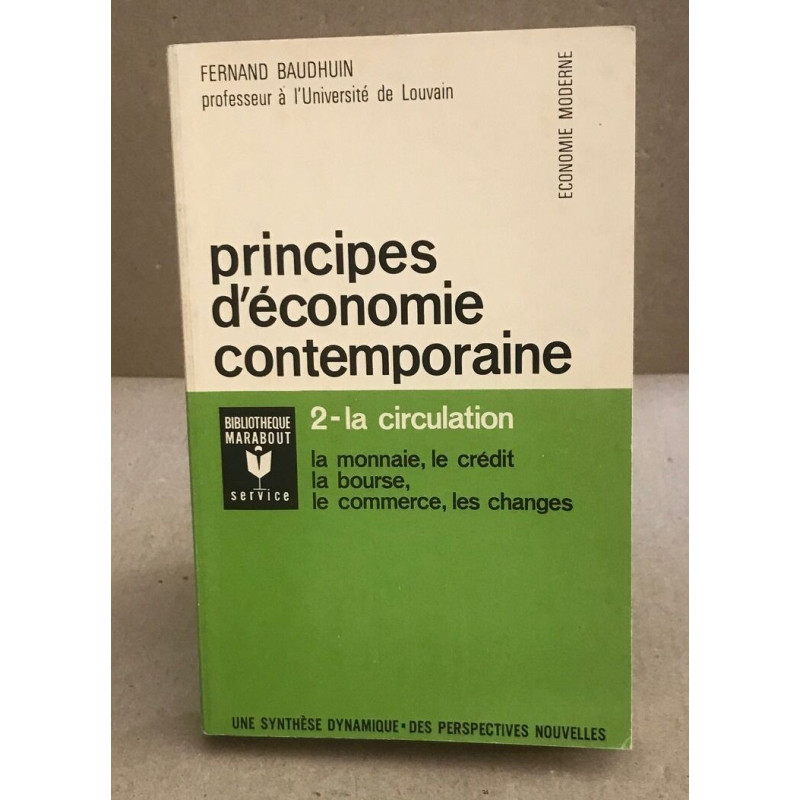 FERNAND BAUDHUIN
professeur à l'Université de Louvain
ECONOMIE MODERNE
principes
d'économie
contemporaine
BIBLIOTHEQUE
MARABOUT
service
2-la circulation
la monnaie, le crédit
la bourse,
le commerce, les changes
UNE SYNTHÈSE DYNAMIQUE • DES PERSPECTIVES NOUVELLES